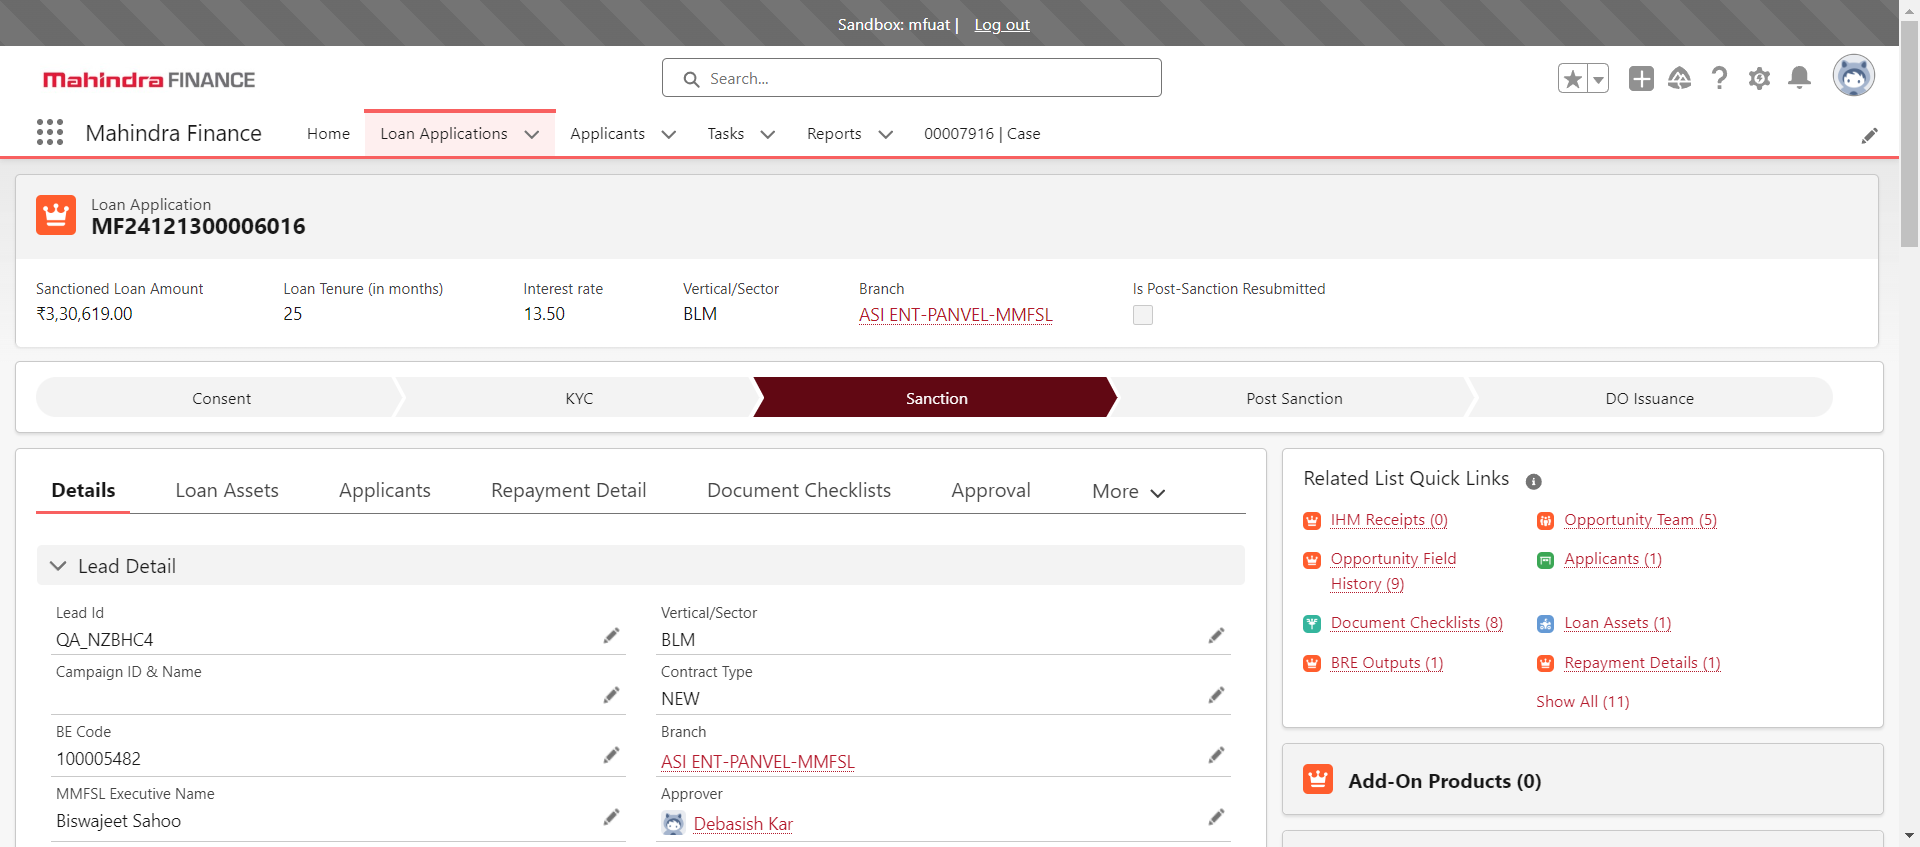 Sandbox: mfuat | Log out
Mahindra FINANCE
Search...
Mahindra Finance
Home
Loan Applications
Applicants
Tasks
Reports
00007916 | Case
Loan Application
MF24121300006016
Sanctioned Loan Amount
₹3,30,619.00
Loan Tenure (in months)
25
Interest rate
13.50
Vertical/Sector
BLM
Branch
ASI ENT-PANVEL-MMFSL
Is Post-Sanction Resubmitted
Consent
KYC
Sanction
Post Sanction
DO Issuance
Details
Loan Assets
Applicants
Repayment Detail
Document Checklists
Approval
More
Lead Detail
Lead Id
QA_NZBHC4
Vertical/Sector
BLM
Campaign ID & Name
Contract Type
NEW
BE Code
100005482
Branch
ASI ENT-PANVEL-MMFSL
MMFSL Executive Name
Biswajeet Sahoo
Approver
Debasish Kar
Related List Quick Links
IHM Receipts (0)
Opportunity Team (5)
Opportunity Field
History (9)
Applicants (1)
Document Checklists (8)
Loan Assets (1)
BRE Outputs (1)
Repayment Details (1)
Show All (11)
Add-On Products (0)